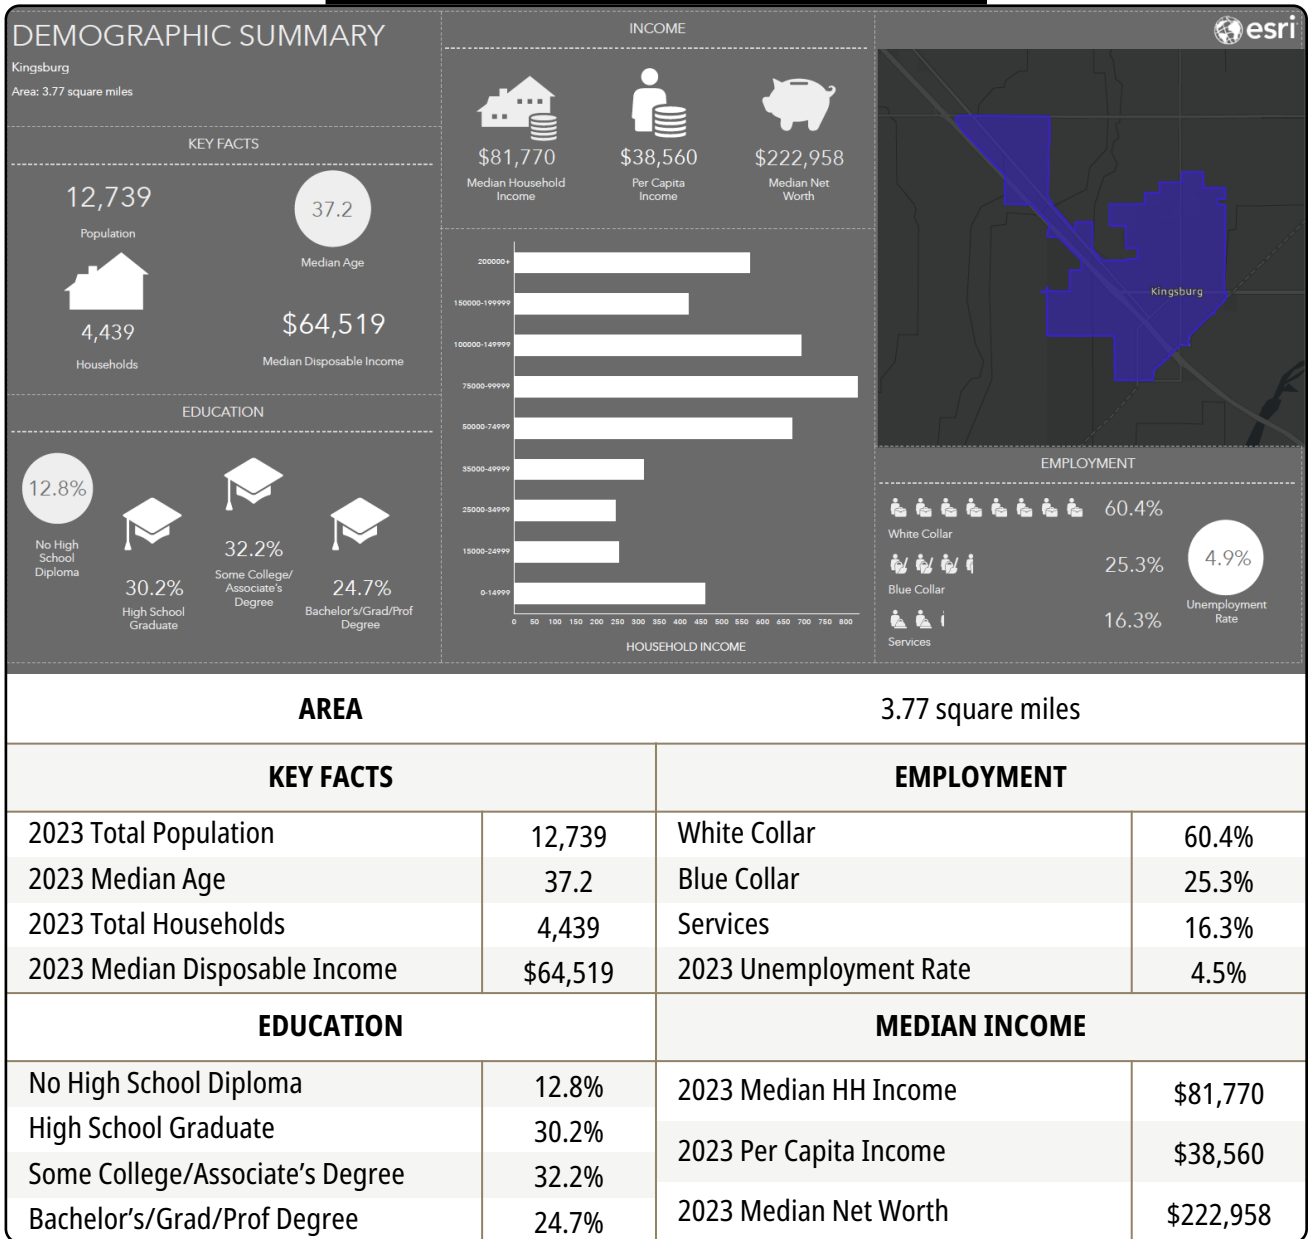 DEMOGRAPHIC SUMMARY
Kingsburg
Area: 3.77 square miles
KEY FACTS
12,739
Population
37.2
Median Age
4,439
Households
$64,519
Median Disposable Income
EDUCATION
12.8%
No High
School
Diploma
30.2%
High School
Graduate
32.2%
Some College/
Associate's
Degree
24.7%
Bachelor's/Grad/Prof
Degree
INCOME
$81,770
Median Household
Income
$38,560
Per Capita
Income
$222,958
Median Net
Worth
200000+
150000-199999
100000-149999
75000-99999
50000-74999
35000-49999
25000-34999
15000-24999
0-14999
0 50 100 150 200 250 300 350 400 450 500 550 600 650 700 750 800
HOUSEHOLD INCOME
esri
Kingsburg
EMPLOYMENT
60.4%
White Collar
25.3%
Blue Collar
16.3%
Services
4.9%
Unemployment
Rate
AREA 3.77 square miles
KEY FACTS
2023 Total Population 12,739
2023 Median Age 37.2
2023 Total Households 4,439
2023 Median Disposable Income $64,519
EMPLOYMENT
White Collar 60.4%
Blue Collar 25.3%
Services 16.3%
2023 Unemployment Rate 4.5%
EDUCATION
No High School Diploma 12.8%
High School Graduate 30.2%
Some College/Associate's Degree 32.2%
Bachelor's/Grad/Prof Degree 24.7%
MEDIAN INCOME
2023 Median HH Income $81,770
2023 Per Capita Income $38,560
2023 Median Net Worth $222,958